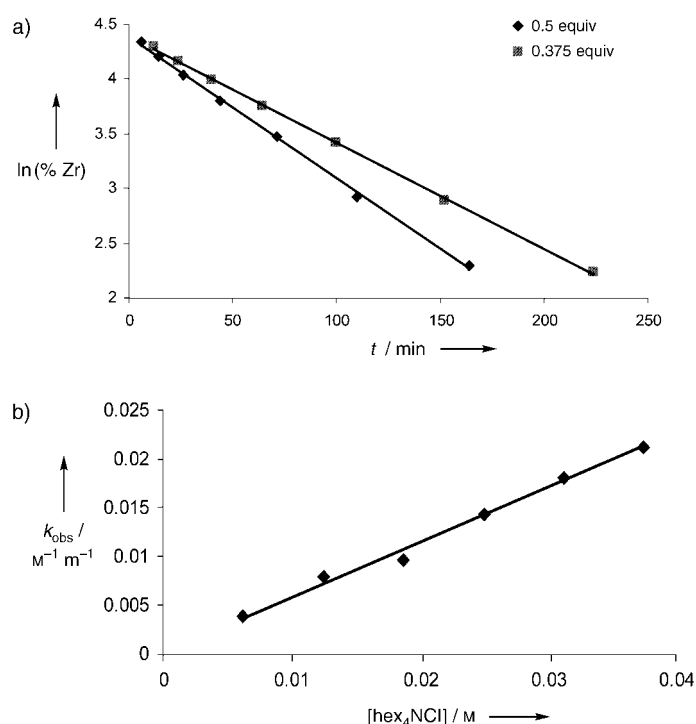 a)
4.5
4
3.5
3
2.5
2
ln (% Zr)
0.5 equiv
0.375 equiv
0 50 100 150 200 250
t / min
b)
0.025
0.02
0.015
0.010
0.005
0
k_obs /
M⁻¹ m⁻¹
0 0.01 0.02 0.03 0.04
[hex₄NCl] / M